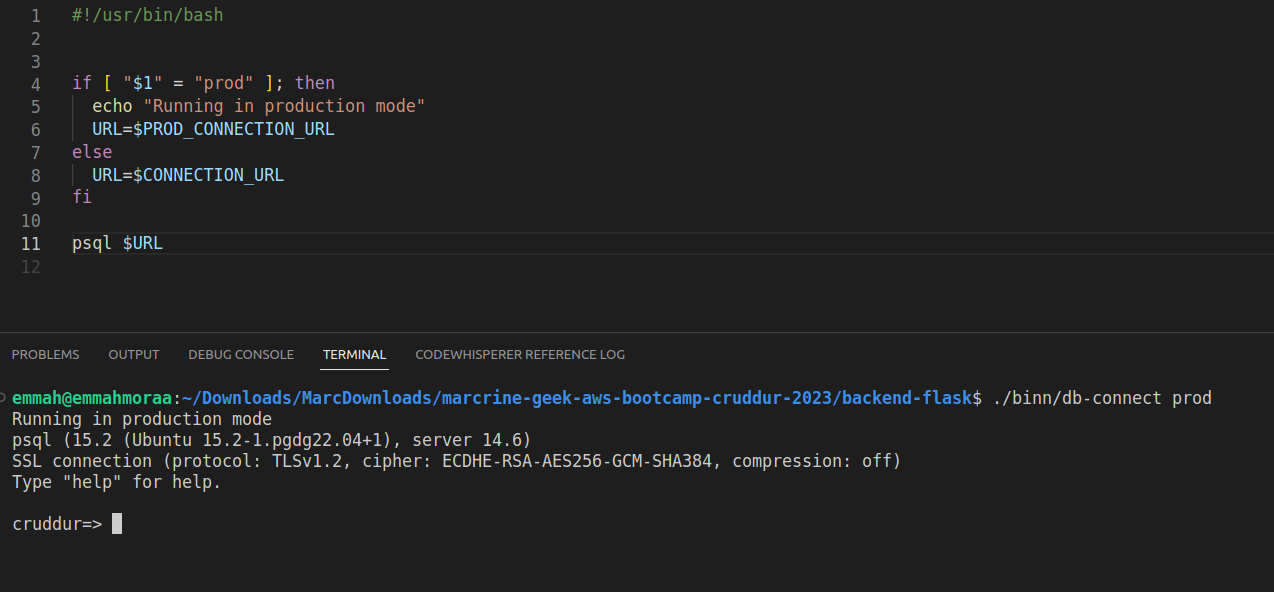 1 #!/usr/bin/bash
2
3
4 if [ "$1" = "prod" ]; then
5 echo "Running in production mode"
6 URL=$PROD_CONNECTION_URL
7 else
8 URL=$CONNECTION_URL
9 fi
10
11 psql $URL
12
PROBLEMS OUTPUT DEBUG CONSOLE TERMINAL CODEWHISPERER REFERENCE LOG
emmah@emmahmoraa:~/Downloads/MarcDownloads/marcrine-geek-aws-bootcamp-cruddur-2023/backend-flask$ ./binn/db-connect prod
Running in production mode
psql (15.2 (Ubuntu 15.2-1.pgdg22.04+1), server 14.6)
SSL connection (protocol: TLSv1.2, cipher: ECDHE-RSA-AES256-GCM-SHA384, compression: off)
Type "help" for help.
cruddur=>